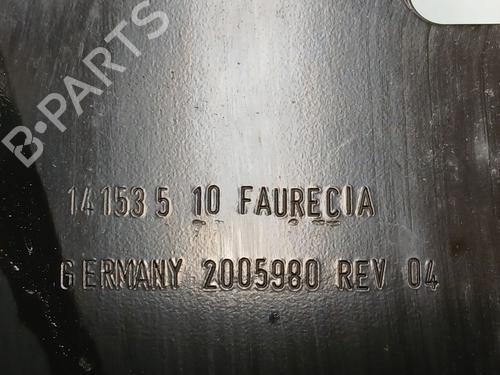 B-PARTS
14153 5 10 FAURECIA
GERMANY 2005980 REV 04